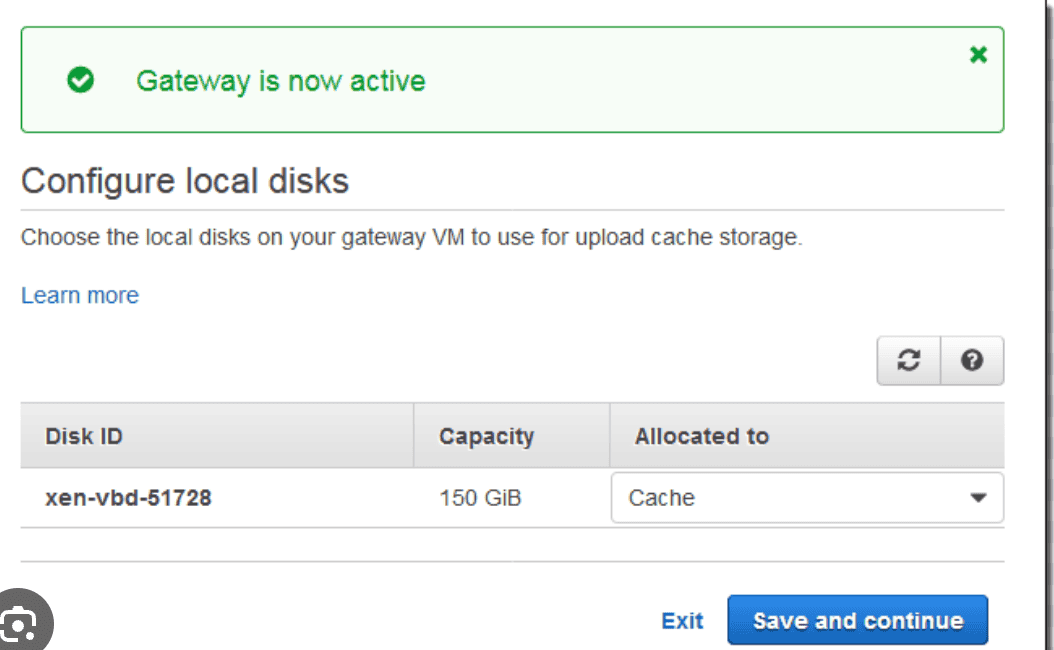 Gateway is now active
Configure local disks
Choose the local disks on your gateway VM to use for upload cache storage.
Learn more
Disk ID Capacity Allocated to
xen-vbd-51728 150 GiB Cache
Exit Save and continue